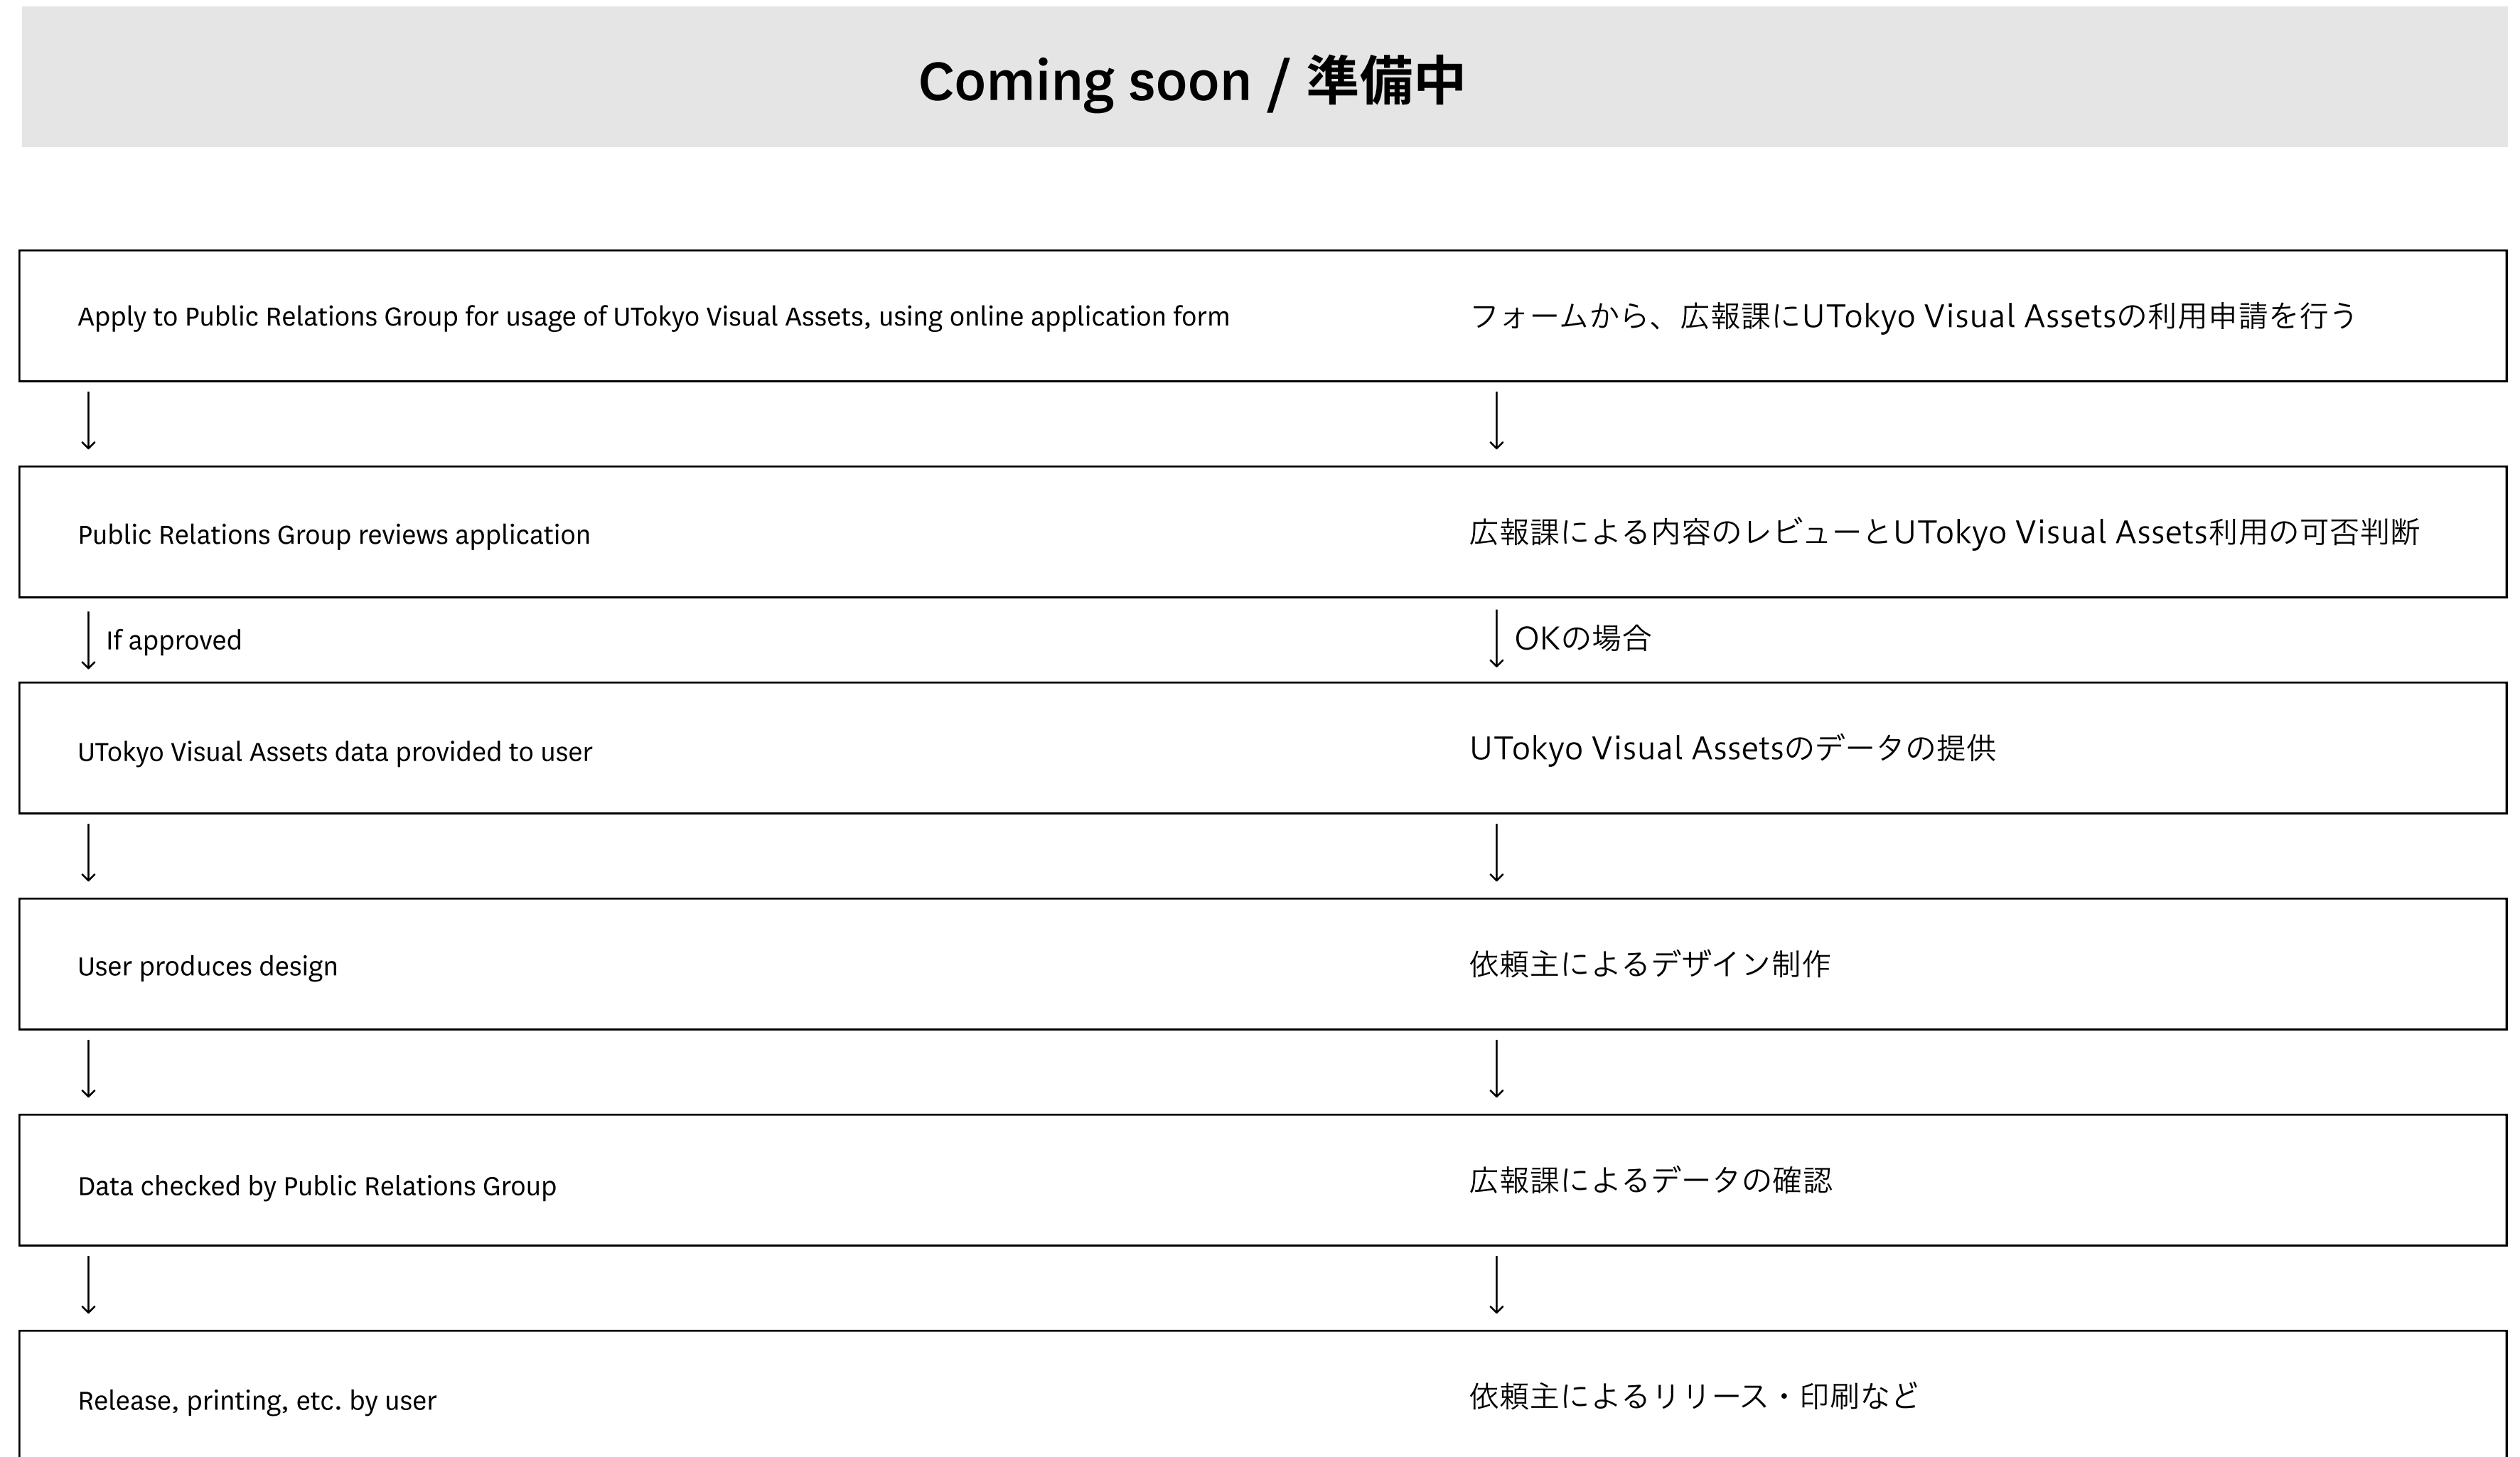 Coming soon / 準備中
Apply to Public Relations Group for usage of UTokyo Visual Assets, using online application form
フォームから、広報課にUTokyo Visual Assetsの利用申請を行う
Public Relations Group reviews application
広報課による内容のレビューとUTokyo Visual Assets利用の可否判断
If approved
OKの場合
UTokyo Visual Assets data provided to user
UTokyo Visual Assetsのデータの提供
User produces design
依頼主によるデザイン制作
Data checked by Public Relations Group
広報課によるデータの確認
Release, printing, etc. by user
依頼主によるリリース・印刷など